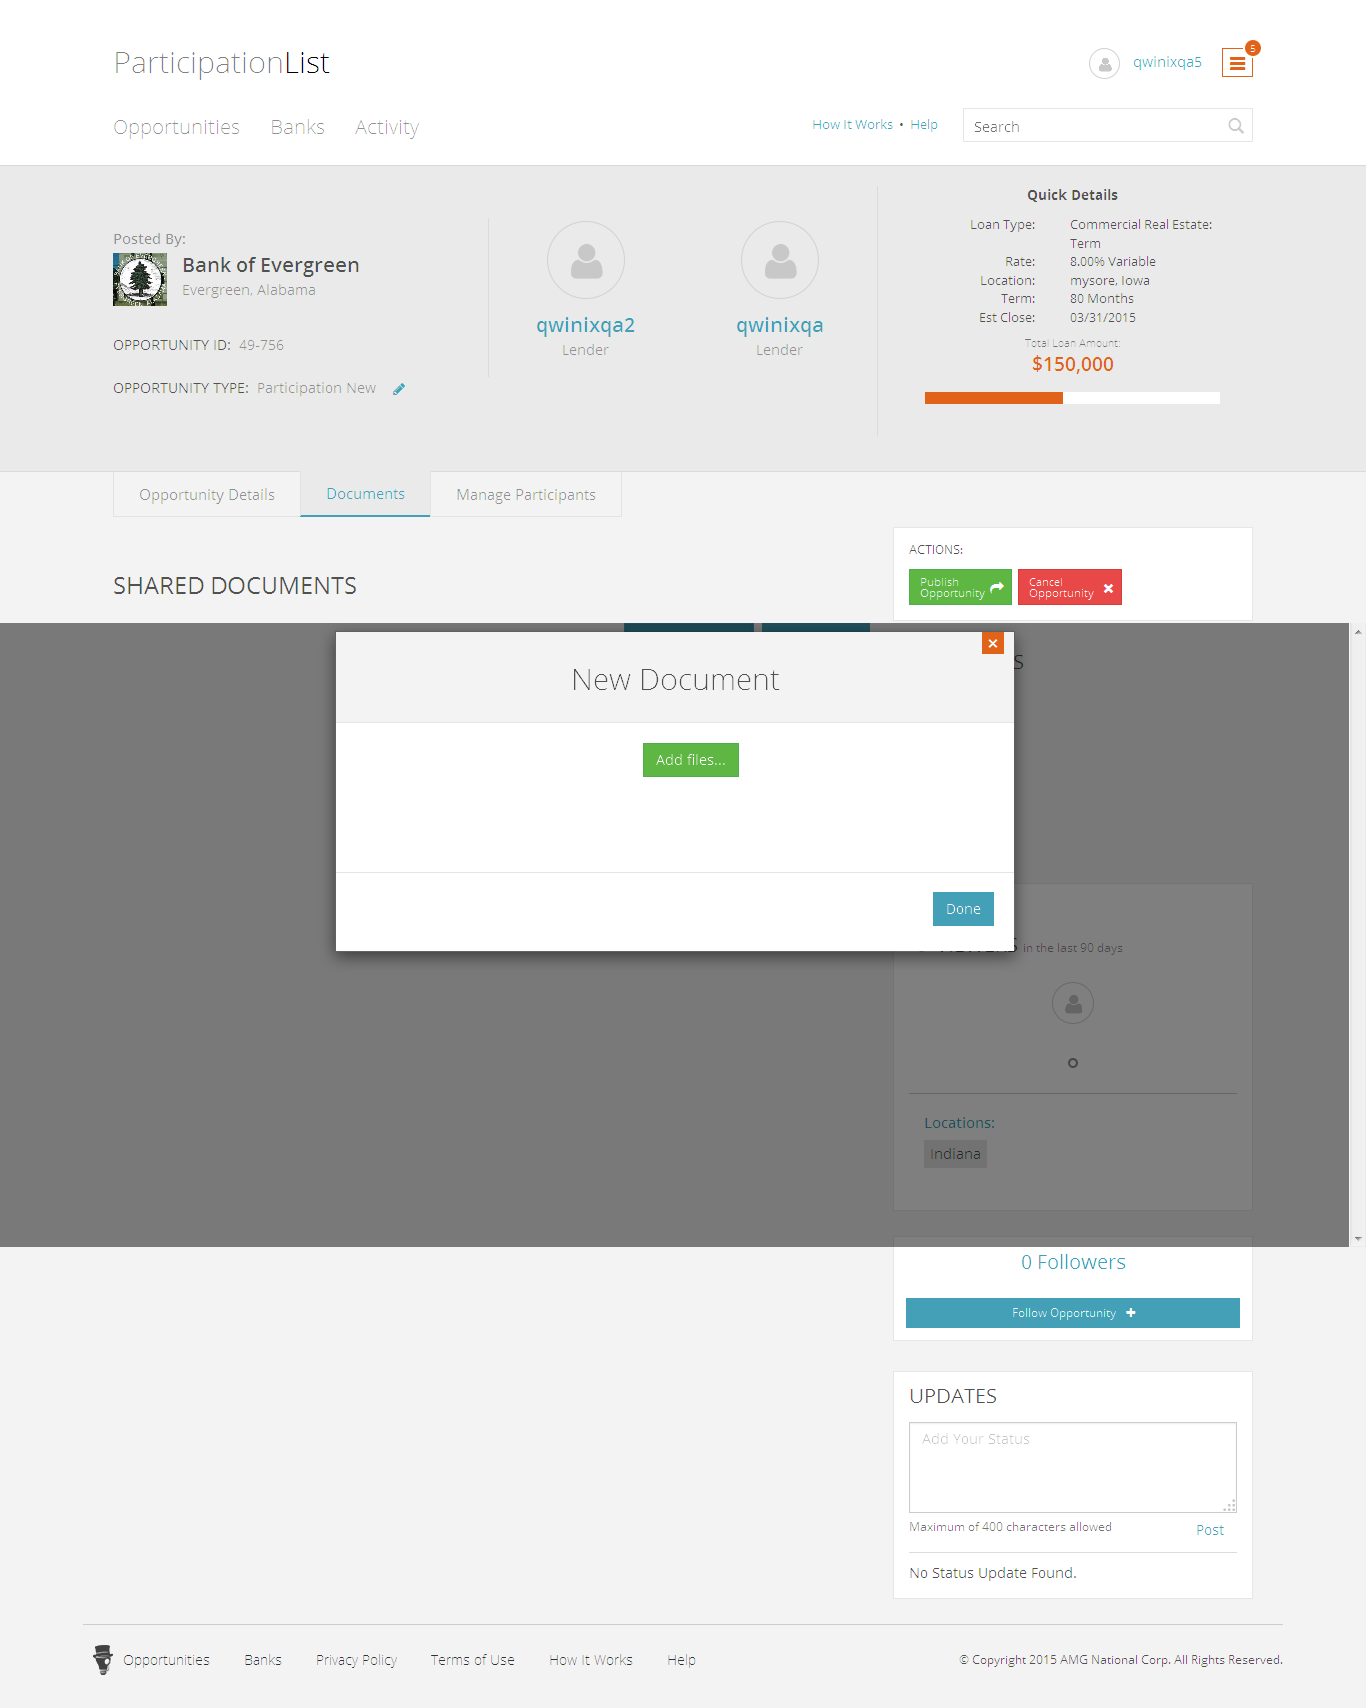 ParticipationList
qwinixqa5
5
Opportunities Banks Activity
How It Works • Help
Search
Posted By:
Bank of Evergreen
Evergreen, Alabama
OPPORTUNITY ID: 49-756
OPPORTUNITY TYPE: Participation New
qwinixqa2
Lender
qwinixqa
Lender
Quick Details
Loan Type: Commercial Real Estate: Term
Rate: 8.00% Variable
Location: mysore, Iowa
Term: 80 Months
Est Close: 03/31/2015
Total Loan Amount:
$150,000
Opportunity Details
Documents
Manage Participants
SHARED DOCUMENTS
ACTIONS:
Publish Opportunity
Cancel Opportunity
New Document
Add files...
Done
in the last 90 days
Locations:
Indiana
0 Followers
Follow Opportunity
UPDATES
Add Your Status
Maximum of 400 characters allowed
Post
No Status Update Found.
Opportunities Banks Privacy Policy Terms of Use How It Works Help
© Copyright 2015 AMG National Corp. All Rights Reserved.